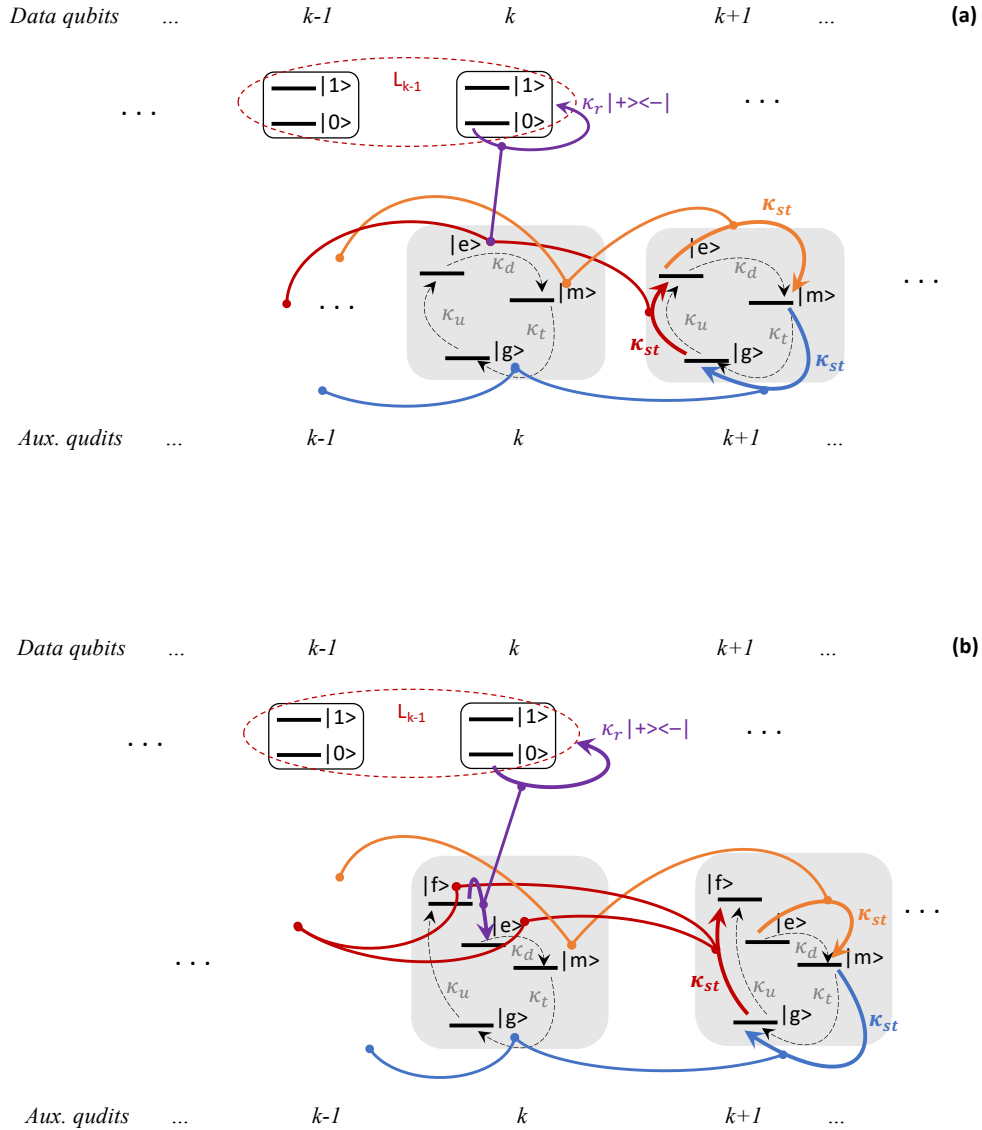 Data qubits ... k-1 k k+1 ... (a)
L_{k-1}
|1> |1>
κ_r |+><-|
. . . . . .
|0> |0>
κ_st
|e> |e>
κ_d κ_d
. . . |m> |m> . . .
κ_u κ_t κ_u κ_t
|g> κ_st |g> κ_st
Aux. qudits ... k-1 k k+1 ...
Data qubits ... k-1 k k+1 ... (b)
L_{k-1}
|1> |1>
κ_r |+><-|
. . . . . .
|0> |0>
|f> |f>
|e> |e> κ_st . . .
κ_d κ_d
. . . |m> |m>
κ_u κ_t κ_st κ_u κ_t
|g> |g> κ_st
Aux. qudits ... k-1 k k+1 ...